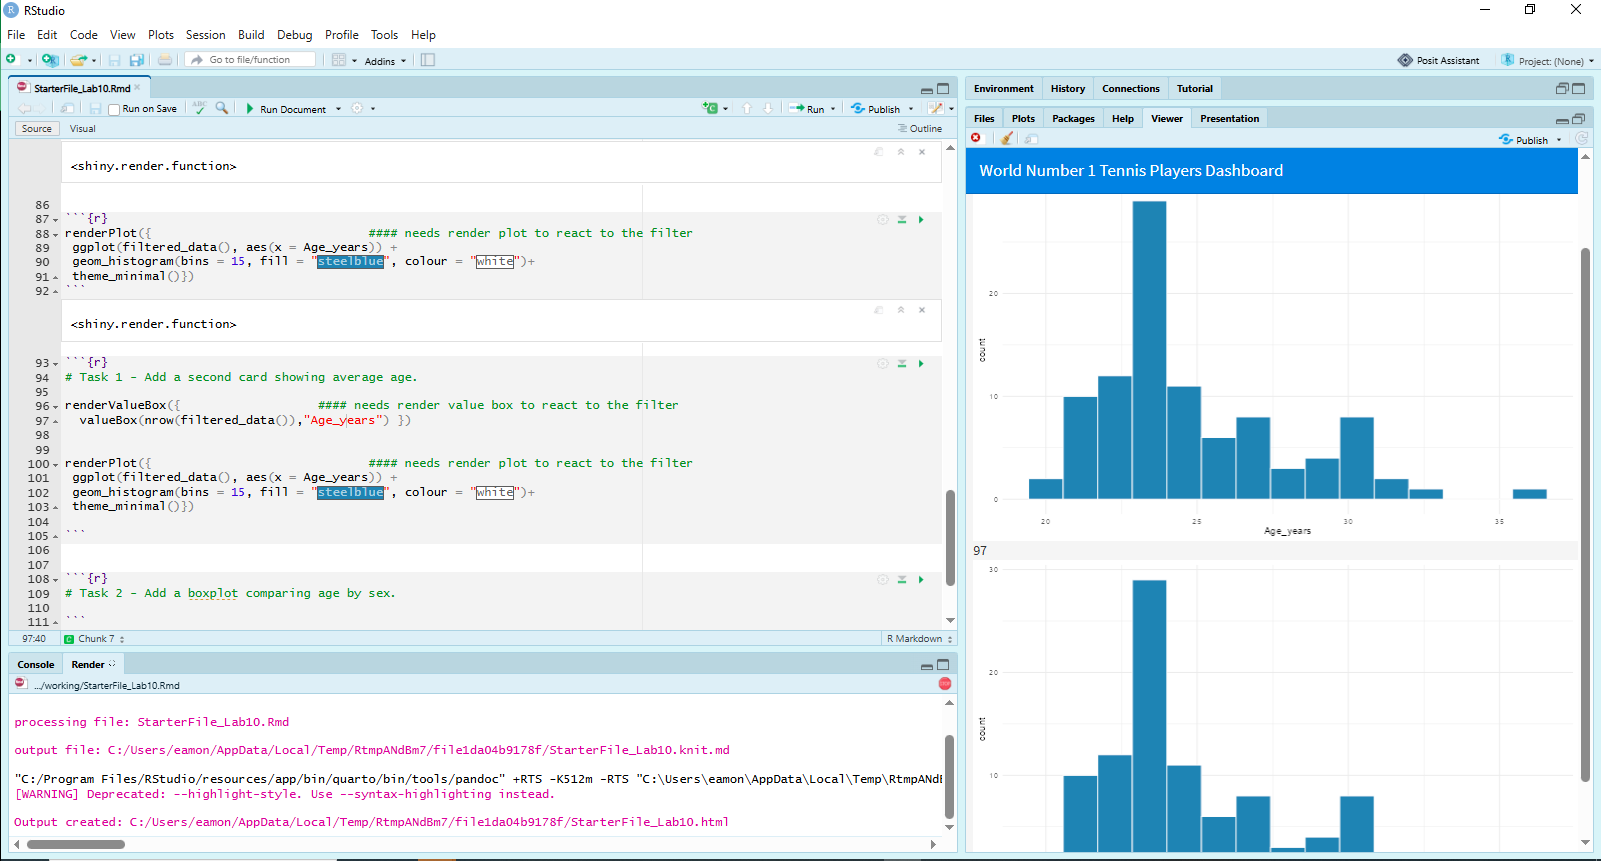 RStudio
File Edit Code View Plots Session Build Debug Profile Tools Help
Go to file/function Addins Posit Assistant Project: (None)
StarterFile_Lab10.Rmd
Run on Save ABC Run Document Run Publish
Source Visual Outline
<shiny.render.function>
86
87 ```{r}
88 renderPlot({ #### needs render plot to react to the filter
89 ggplot(filtered_data(), aes(x = Age_years)) +
90 geom_histogram(bins = 15, fill = "steelblue", colour = "white")+
91 theme_minimal()})
92 ```
<shiny.render.function>
93 ```{r}
94 # Task 1 - Add a second card showing average age.
95
96 renderValueBox({ #### needs render value box to react to the filter
97 valueBox(nrow(filtered_data()),"Age_years") })
98
99
100 renderPlot({ #### needs render plot to react to the filter
101 ggplot(filtered_data(), aes(x = Age_years)) +
102 geom_histogram(bins = 15, fill = "steelblue", colour = "white")+
103 theme_minimal()})
104
105 ```
106
107
108 ```{r}
109 # Task 2 - Add a boxplot comparing age by sex.
110
111 ```
97:40 Chunk 7 R Markdown
Console Render
.../working/StarterFile_Lab10.Rmd
processing file: StarterFile_Lab10.Rmd
output file: C:/Users/eamon/AppData/Local/Temp/RtmpANdBm7/file1da04b9178f/StarterFile_Lab10.knit.md
"C:/Program Files/RStudio/resources/app/bin/quarto/bin/tools/pandoc" +RTS -K512m -RTS "C:\Users\eamon\AppData\Local\Temp\RtmpANdB
[WARNING] Deprecated: --highlight-style. Use --syntax-highlighting instead.
Output created: C:/Users/eamon/AppData/Local/Temp/RtmpANdBm7/file1da04b9178f/StarterFile_Lab10.html
Environment History Connections Tutorial
Files Plots Packages Help Viewer Presentation
Publish
World Number 1 Tennis Players Dashboard
20
10
0
count
20 25 30 35
Age_years
97
30
20
10
count